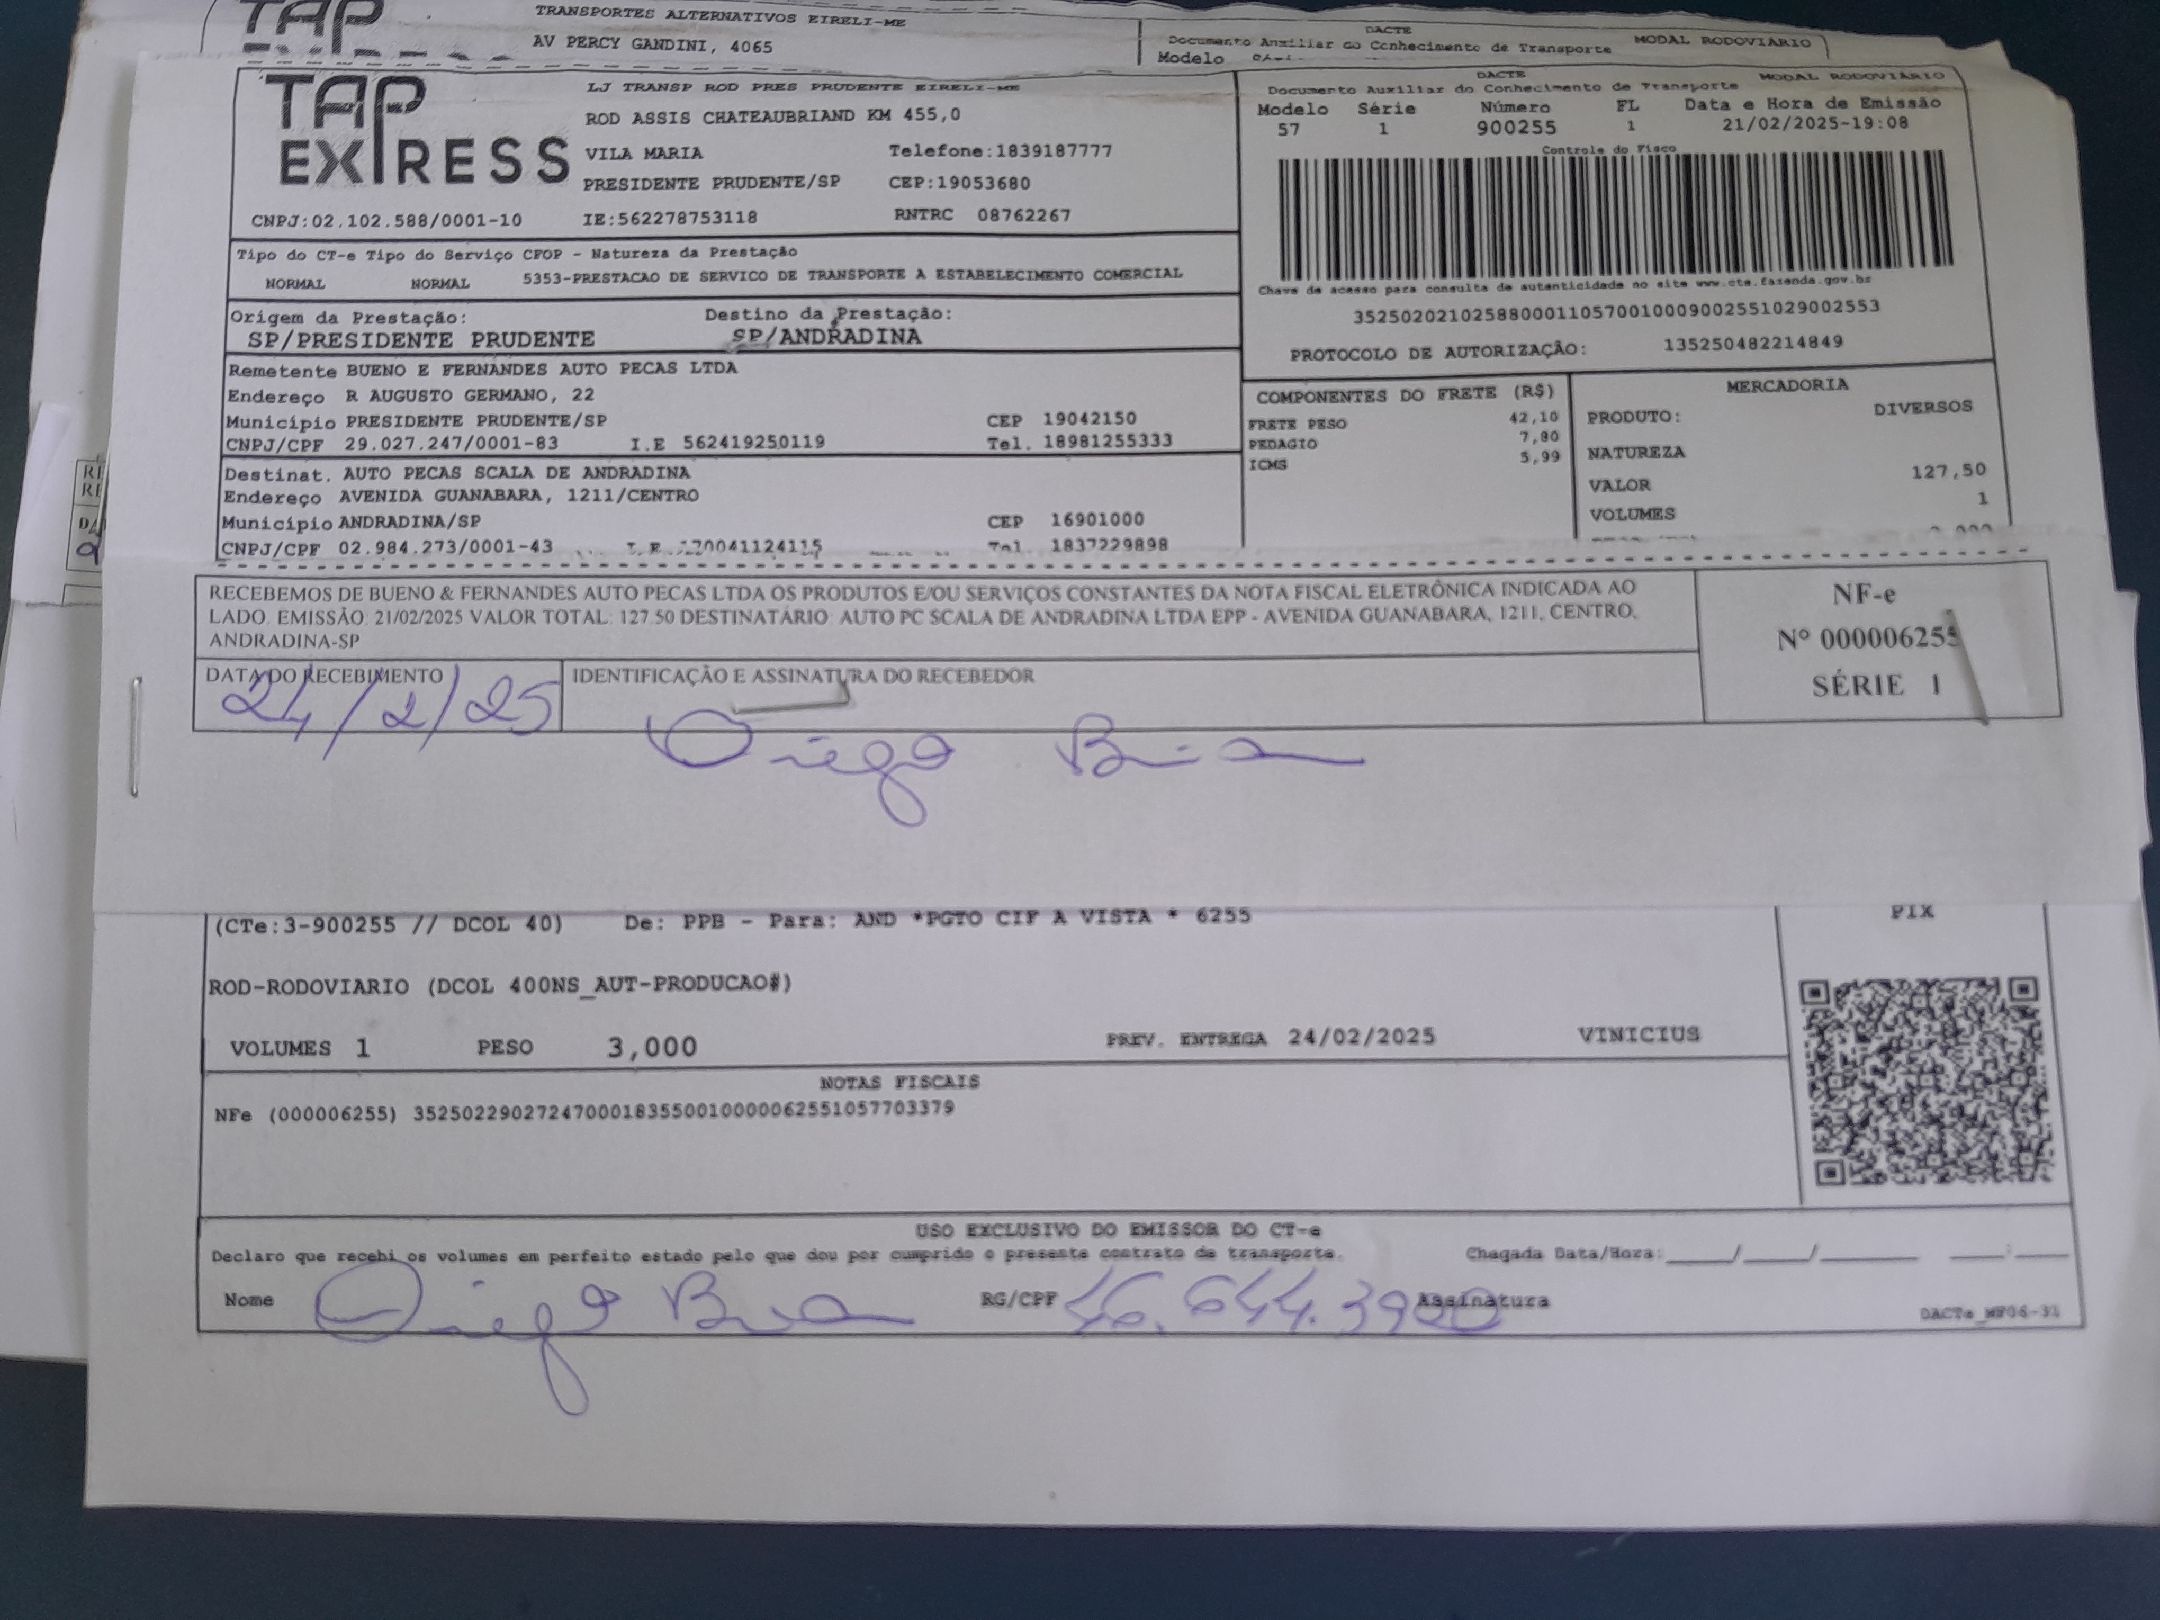 TRANSPORTES ALTERNATIVOS EIRELI-ME
AV PERCY GANDINI, 4065
DACTE
Documento Auxiliar do Conhecimento de Transporte MODAL RODOVIÁRIO
Modelo
TAP EXPRESS
LJ TRANSP ROD PRES PRUDENTE EIRELI-ME
ROD ASSIS CHATEAUBRIAND KM 455,0
VILA MARIA Telefone:1839187777
PRESIDENTE PRUDENTE/SP CEP:19053680
CNPJ:02.102.588/0001-10 IE:562278753118 RNTRC 08762267
DACTE MODAL RODOVIÁRIO
Documento Auxiliar do Conhecimento de Transporte
Modelo Série Número FL Data e Hora de Emissão
57 1 900255 1 21/02/2025-19:08
Controle do Fisco
Chave de acesso para consulta de autenticidade no site www.cte.fazenda.gov.br
35250202102588000110570010009002551029002553
PROTOCOLO DE AUTORIZAÇÃO: 135250482214849
Tipo do CT-e Tipo do Serviço CFOP - Natureza da Prestação
NORMAL NORMAL 5353-PRESTACAO DE SERVICO DE TRANSPORTE A ESTABELECIMENTO COMERCIAL
Origem da Prestação: Destino da Prestação:
SP/PRESIDENTE PRUDENTE SP/ANDRADINA
Remetente BUENO E FERNANDES AUTO PECAS LTDA
Endereço R AUGUSTO GERMANO, 22
Município PRESIDENTE PRUDENTE/SP CEP 19042150
CNPJ/CPF 29.027.247/0001-83 I.E 562419250119 Tel. 18981255333
Destinat. AUTO PECAS SCALA DE ANDRADINA
Endereço AVENIDA GUANABARA, 1211/CENTRO
Município ANDRADINA/SP CEP 16901000
CNPJ/CPF 02.984.273/0001-43 I.E 170041124115 Tel. 1837229898
COMPONENTES DO FRETE (R$)
FRETE PESO 42,10
PEDAGIO 7,80
ICMS 5,99
MERCADORIA
PRODUTO: DIVERSOS
NATUREZA
VALOR 127,50
VOLUMES 1
RECEBEMOS DE BUENO & FERNANDES AUTO PECAS LTDA OS PRODUTOS E/OU SERVIÇOS CONSTANTES DA NOTA FISCAL ELETRÔNICA INDICADA AO
LADO. EMISSÃO: 21/02/2025 VALOR TOTAL: 127.50 DESTINATÁRIO: AUTO PC SCALA DE ANDRADINA LTDA EPP - AVENIDA GUANABARA, 1211, CENTRO,
ANDRADINA-SP
NF-e
Nº 000006255
SÉRIE 1
DATA DO RECEBIMENTO IDENTIFICAÇÃO E ASSINATURA DO RECEBEDOR
24/2/25
Diego
(CTe:3-900255 // DCOL 40) De: PPB - Para: AND *PGTO CIF A VISTA * 6255
PIX
ROD-RODOVIARIO (DCOL 400NS_AUT-PRODUCAO#)
VOLUMES 1 PESO 3,000 PREV. ENTREGA 24/02/2025 VINICIUS
NOTAS FISCAIS
NFe (000006255) 35250229027247000183550010000062551057703379
USO EXCLUSIVO DO EMISSOR DO CT-e
Declaro que recebi os volumes em perfeito estado pelo que dou por cumprido o presente contrato de transporte. Chegada Data/Hora:
Nome Diego RG/CPF 46.644.3920 Assinatura